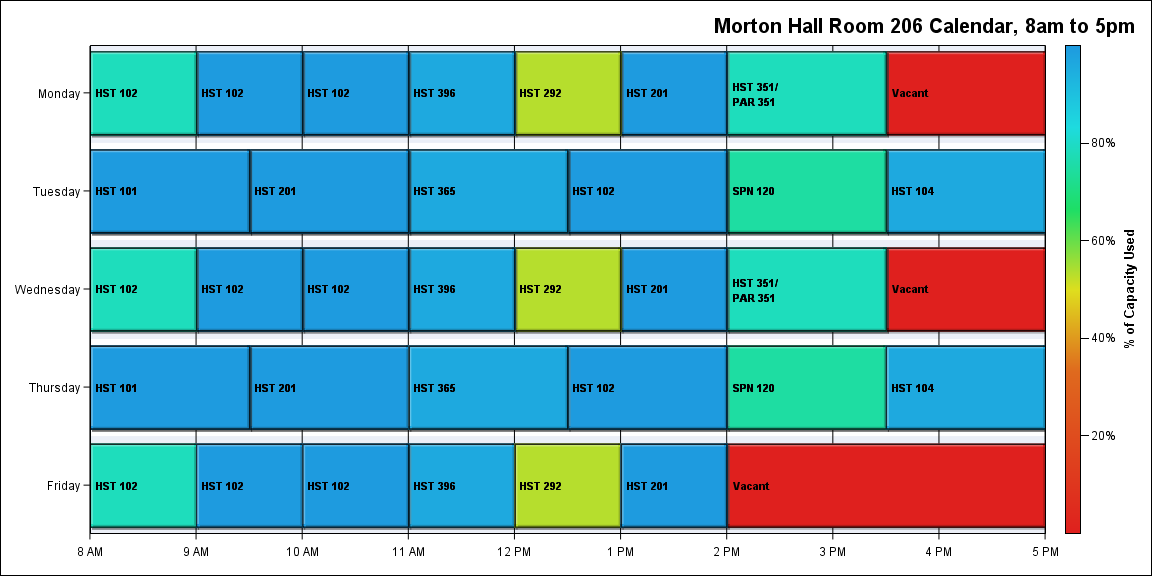 Morton Hall Room 206 Calendar, 8am to 5pm
Monday
HST 102
HST 102
HST 102
HST 396
HST 292
HST 201
HST 351/
PAR 351
Vacant
Tuesday
HST 101
HST 201
HST 365
HST 102
SPN 120
HST 104
Wednesday
HST 102
HST 102
HST 102
HST 396
HST 292
HST 201
HST 351/
PAR 351
Vacant
Thursday
HST 101
HST 201
HST 365
HST 102
SPN 120
HST 104
Friday
HST 102
HST 102
HST 102
HST 396
HST 292
HST 201
Vacant
8 AM
9 AM
10 AM
11 AM
12 PM
1 PM
2 PM
3 PM
4 PM
5 PM
80%
60%
40%
20%
% of Capacity Used